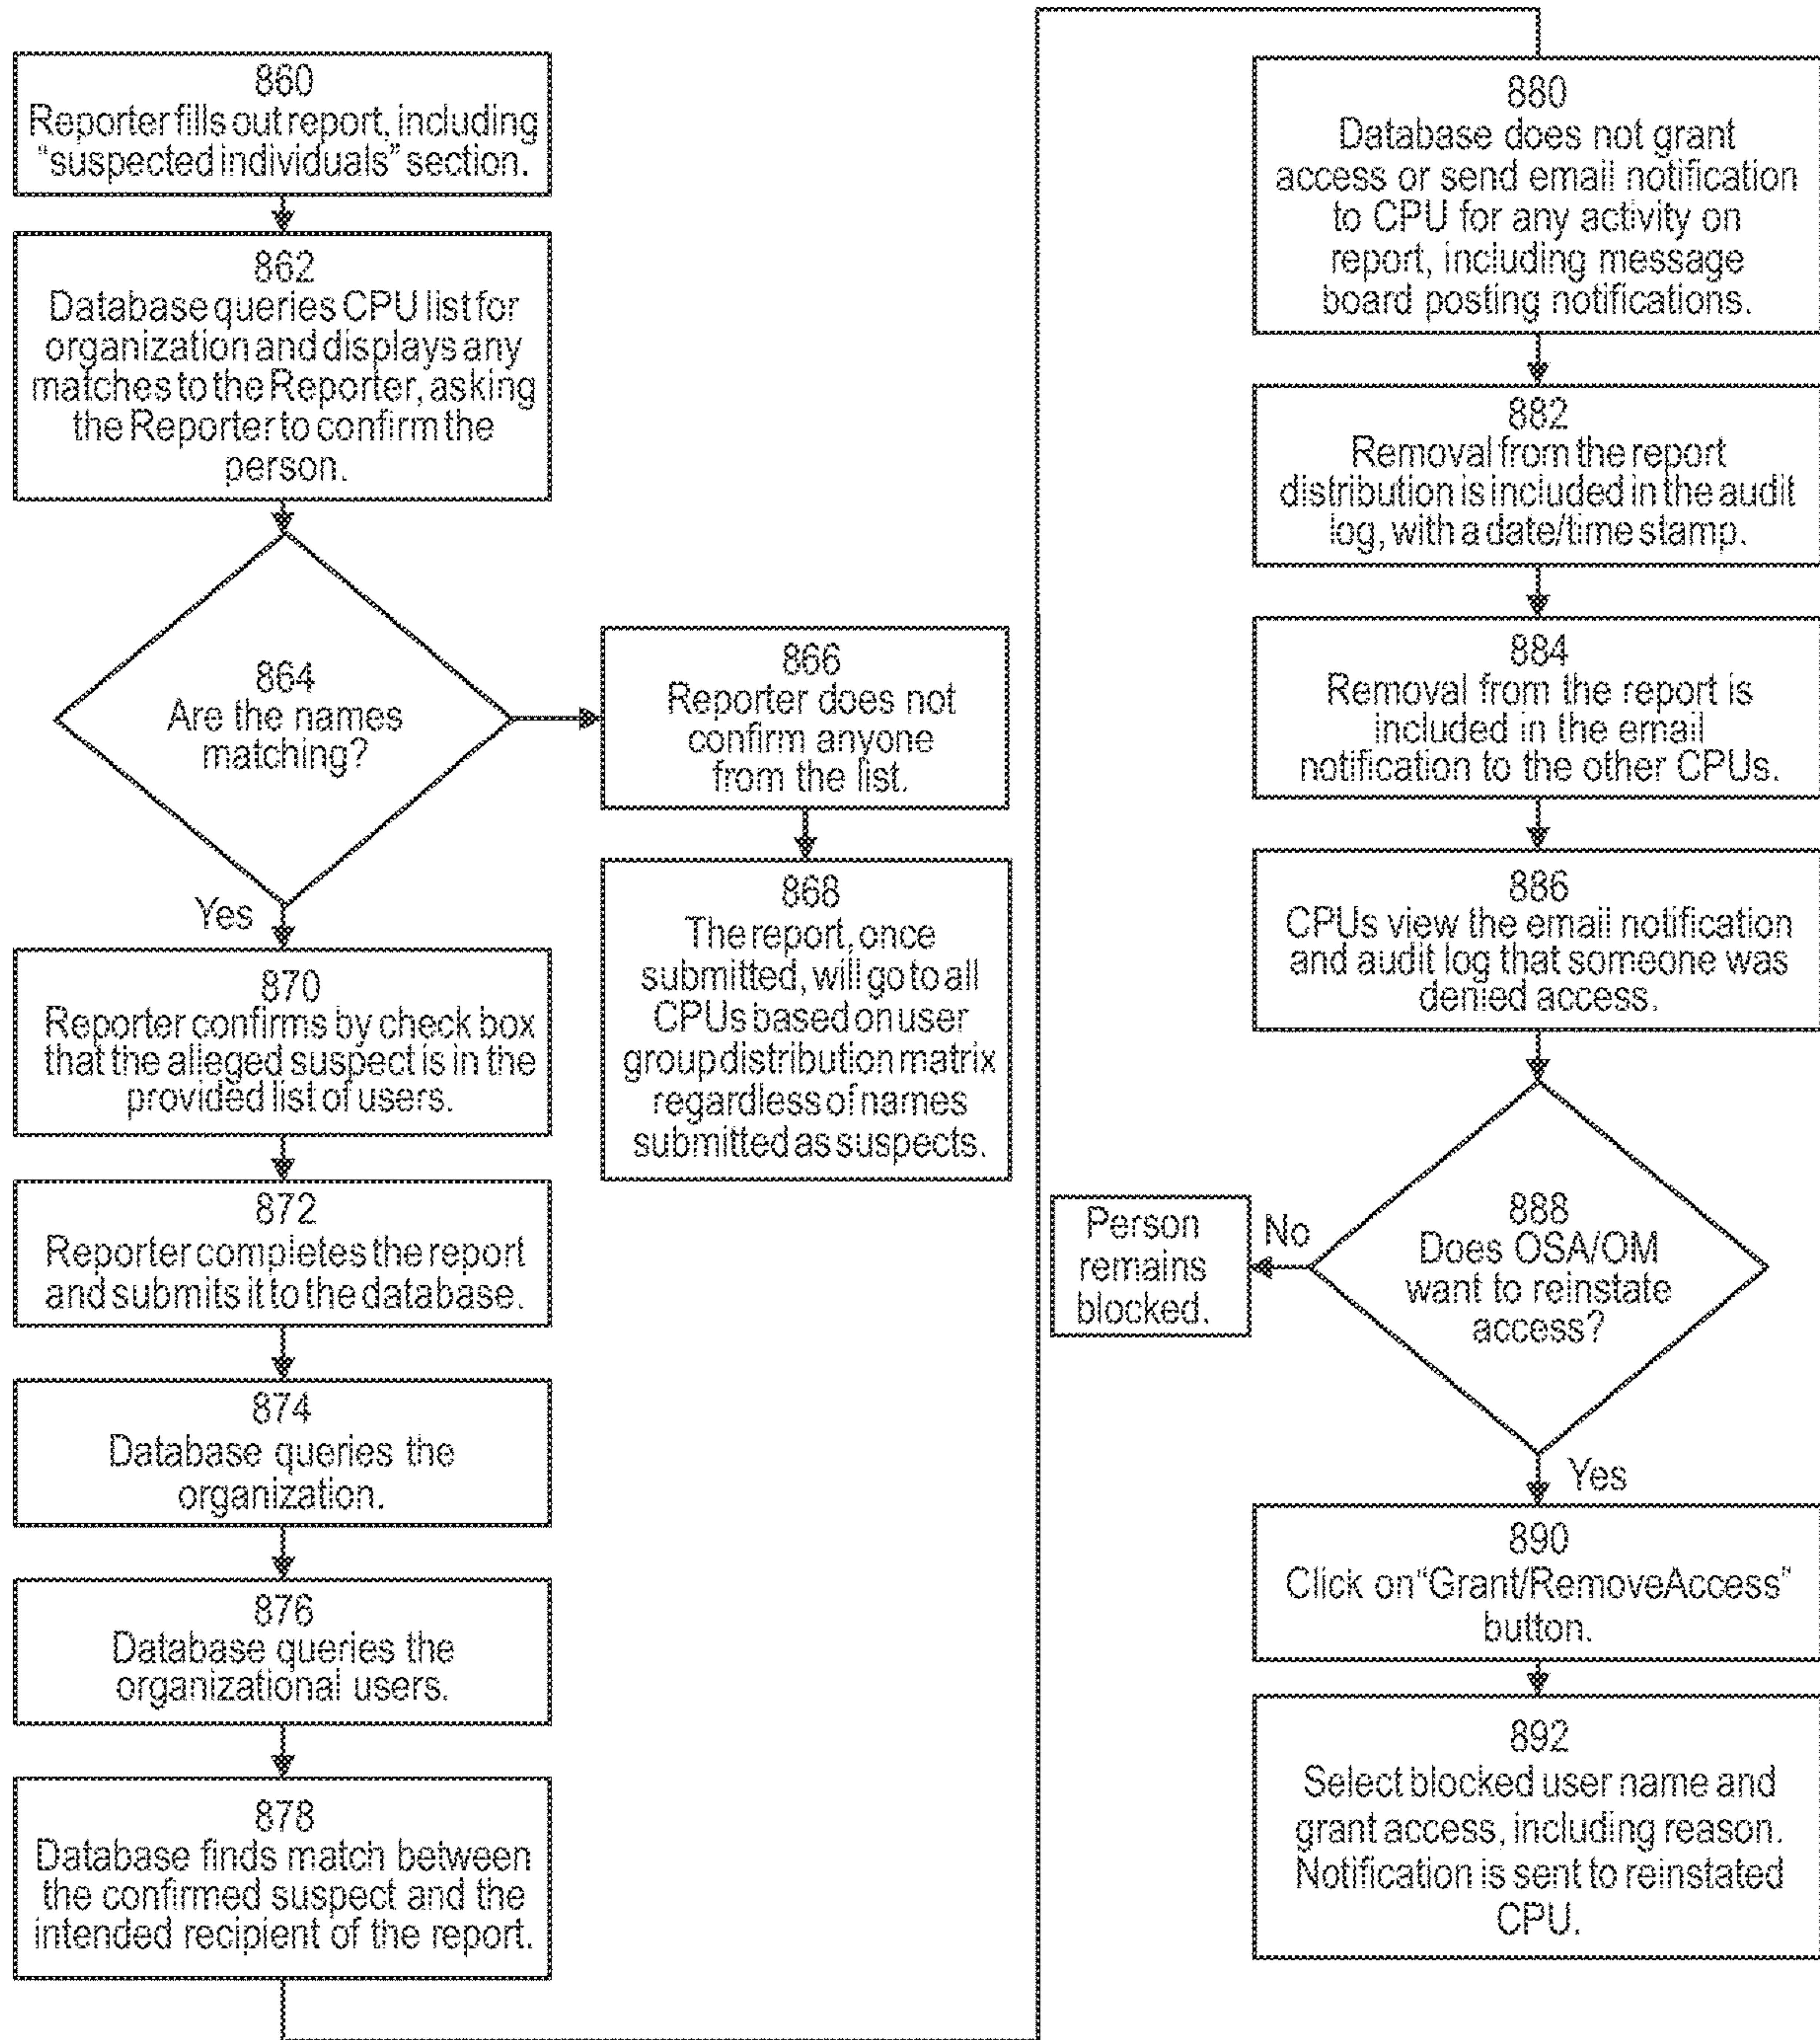 860
Reporter fills out report, including
"suspected individuals" section.
862
Database queries CPU list for
organization and displays any
matches to the Reporter, asking
the Reporter to confirm the
person.
864
Are the names
matching?
866
Reporter does not
confirm anyone
from the list.
868
The report, once
submitted, will go to all
CPUs based on user
group distribution matrix
regardless of names
submitted as suspects.
Yes
870
Reporter confirms by check box
that the alleged suspect is in the
provided list of users.
872
Reporter completes the report
and submits it to the database.
874
Database queries the
organization.
876
Database queries the
organizational users.
878
Database finds match between
the confirmed suspect and the
intended recipient of the report.
880
Database does not grant
access or send email notification
to CPU for any activity on
report, including message
board posting notifications.
882
Removal from the report
distribution is included in the audit
log, with a date/time stamp.
884
Removal from the report is
included in the email
notification to the other CPUs.
886
CPUs view the email notification
and audit log that someone was
denied access.
888
Does OSA/OM
want to reinstate
access?
No
Person
remains
blocked.
Yes
890
Click on "Grant/RemoveAccess"
button.
892
Select blocked user name and
grant access, including reason.
Notification is sent to reinstated
CPU.